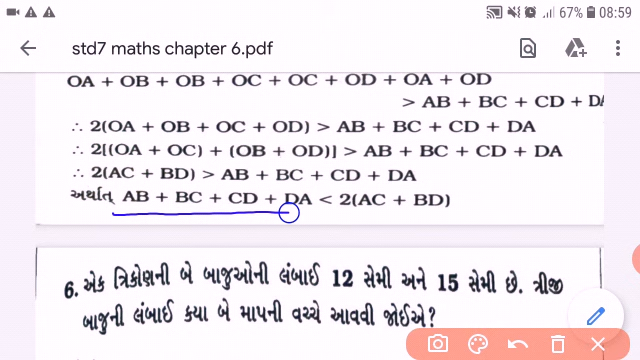 67% 08:59
std7 maths chapter 6.pdf
OA + OB + OB + OC + OC + OD + OA + OD
> AB + BC + CD + DA
∴ 2(OA + OB + OC + OD) > AB + BC + CD + DA
∴ 2[(OA + OC) + (OB + OD)] > AB + BC + CD + DA
∴ 2(AC + BD) > AB + BC + CD + DA
અર્થાત્ AB + BC + CD + DA < 2(AC + BD)
6. એક ત્રિકોણની બે બાજુઓની લંબાઈ 12 સેમી અને 15 સેમી છે. ત્રીજી
બાજુની લંબાઈ કયા બે માપની વચ્ચે આવવી જોઈએ?